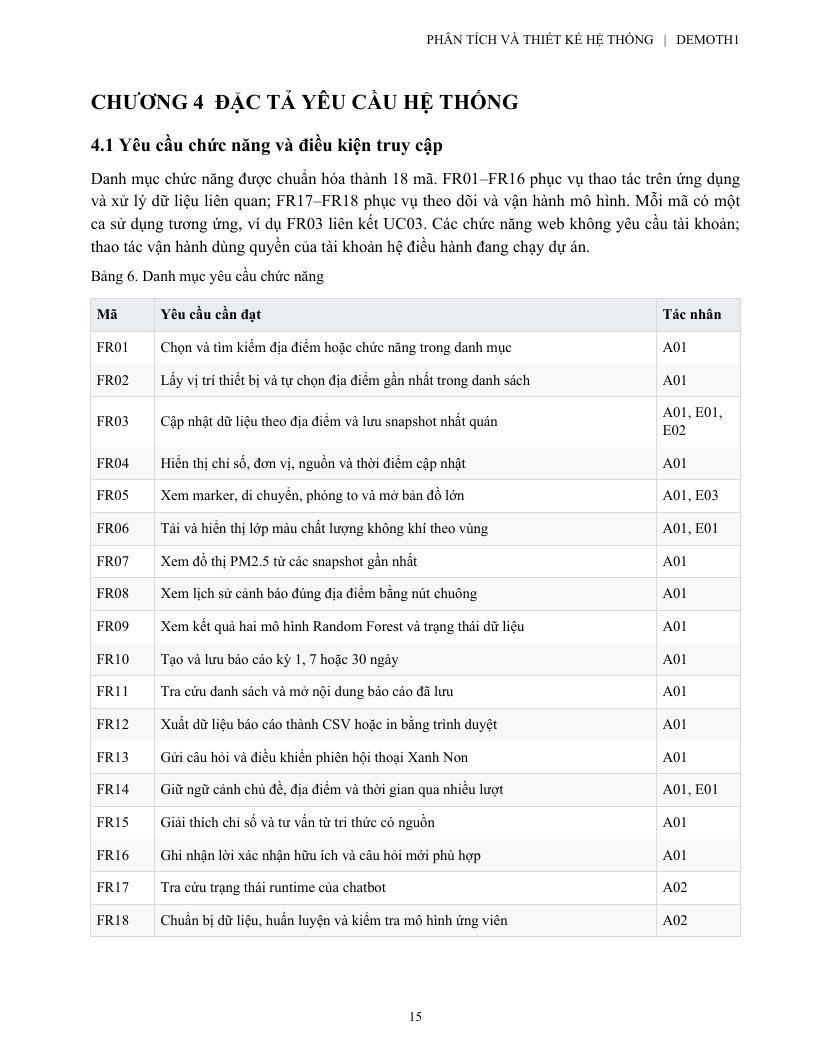 PHÂN TÍCH VÀ THIẾT KẾ HỆ THỐNG | DEMOTH1
CHƯƠNG 4 ĐẶC TẢ YÊU CẦU HỆ THỐNG
4.1 Yêu cầu chức năng và điều kiện truy cập
Danh mục chức năng được chuẩn hóa thành 18 mã. FR01–FR16 phục vụ thao tác trên ứng dụng
và xử lý dữ liệu liên quan; FR17–FR18 phục vụ theo dõi và vận hành mô hình. Mỗi mã có một
ca sử dụng tương ứng, ví dụ FR03 liên kết UC03. Các chức năng web không yêu cầu tài khoản;
thao tác vận hành dùng quyền của tài khoản hệ điều hành đang chạy dự án.
Bảng 6. Danh mục yêu cầu chức năng
Mã Yêu cầu cần đạt Tác nhân
FR01 Chọn và tìm kiếm địa điểm hoặc chức năng trong danh mục A01
FR02 Lấy vị trí thiết bị và tự chọn địa điểm gần nhất trong danh sách A01
FR03 Cập nhật dữ liệu theo địa điểm và lưu snapshot nhất quán A01, E01,
E02
FR04 Hiển thị chỉ số, đơn vị, nguồn và thời điểm cập nhật A01
FR05 Xem marker, di chuyển, phóng to và mở bản đồ lớn A01, E03
FR06 Tải và hiển thị lớp màu chất lượng không khí theo vùng A01, E01
FR07 Xem đồ thị PM2.5 từ các snapshot gần nhất A01
FR08 Xem lịch sử cảnh báo đúng địa điểm bằng nút chuông A01
FR09 Xem kết quả hai mô hình Random Forest và trạng thái dữ liệu A01
FR10 Tạo và lưu báo cáo kỳ 1, 7 hoặc 30 ngày A01
FR11 Tra cứu danh sách và mở nội dung báo cáo đã lưu A01
FR12 Xuất dữ liệu báo cáo thành CSV hoặc in bằng trình duyệt A01
FR13 Gửi câu hỏi và điều khiển phiên hội thoại Xanh Non A01
FR14 Giữ ngữ cảnh chủ đề, địa điểm và thời gian qua nhiều lượt A01, E01
FR15 Giải thích chỉ số và tư vấn từ tri thức có nguồn A01
FR16 Ghi nhận lời xác nhận hữu ích và câu hỏi mới phù hợp A01
FR17 Tra cứu trạng thái runtime của chatbot A02
FR18 Chuẩn bị dữ liệu, huấn luyện và kiểm tra mô hình ứng viên A02
15